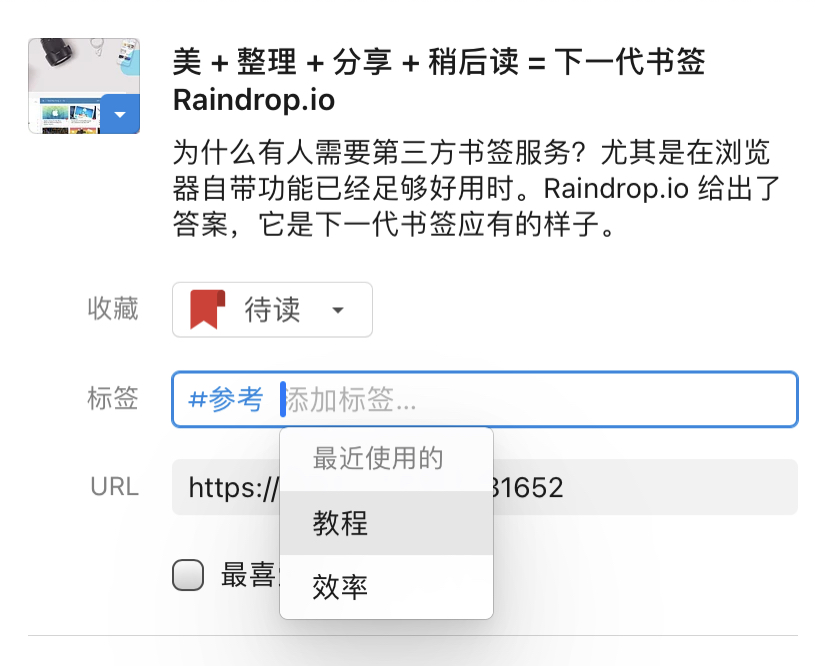 美 + 整理 + 分享 + 稍后读 = 下一代书签
Raindrop.io
为什么有人需要第三方书签服务？尤其是在浏览
器自带功能已经足够好用时。Raindrop.io 给出了
答案，它是下一代书签应有的样子。
收藏
待读
标签
#参考 添加标签...
最近使用的
URL
https://
31652
教程
最喜
效率